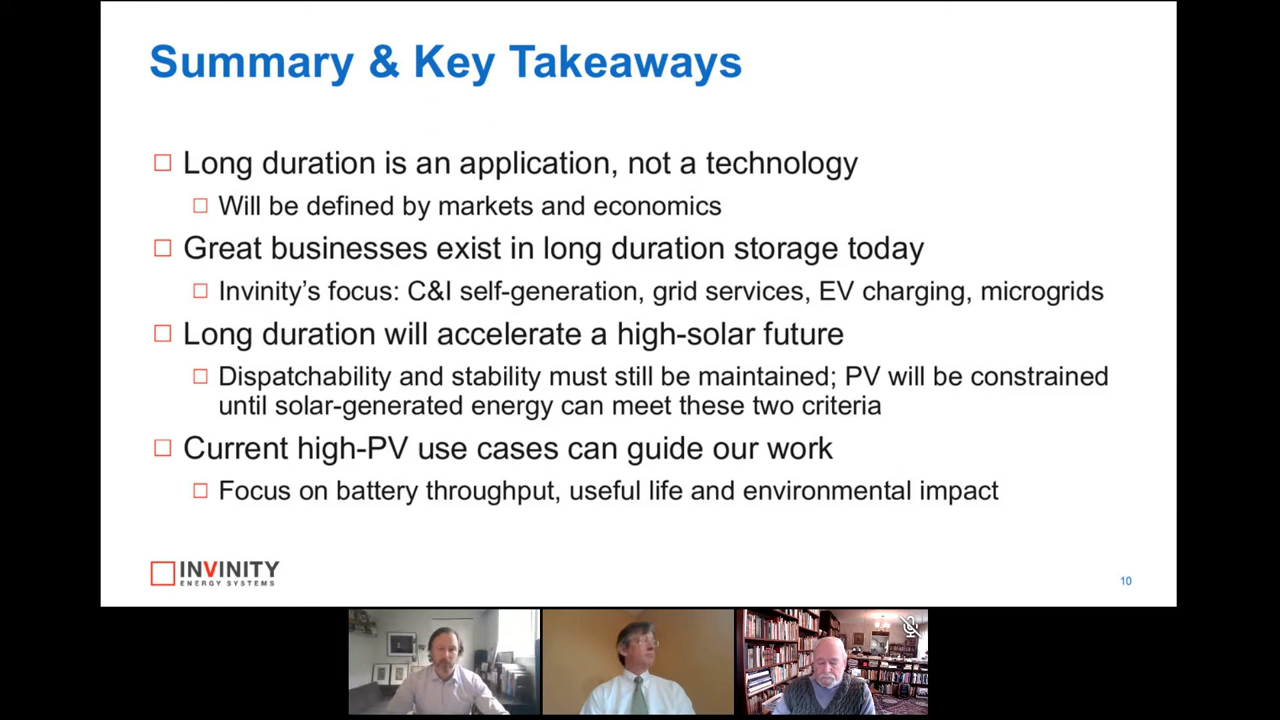 Summary & Key Takeaways
Long duration is an application, not a technology
Will be defined by markets and economics
Great businesses exist in long duration storage today
Invinity’s focus: C&I self-generation, grid services, EV charging, microgrids
Long duration will accelerate a high-solar future
Dispatchability and stability must still be maintained; PV will be constrained
until solar-generated energy can meet these two criteria
Current high-PV use cases can guide our work
Focus on battery throughput, useful life and environmental impact
INVINITY
ENERGY SYSTEMS
10